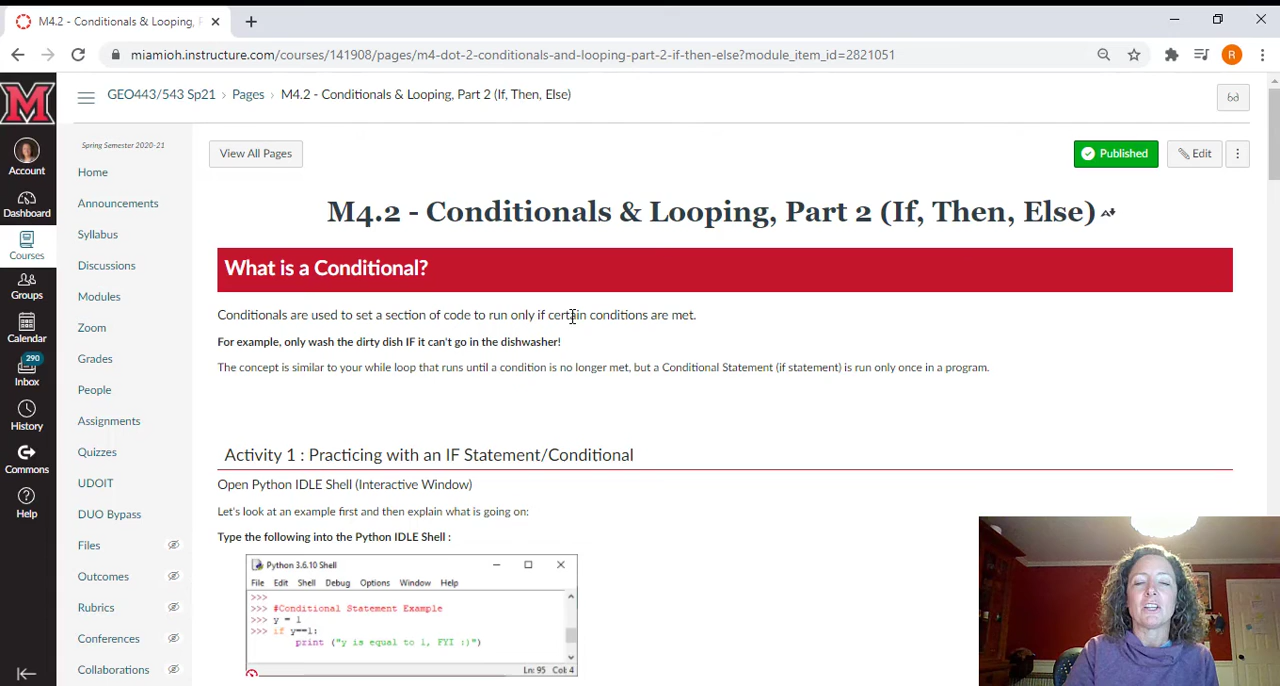 M4.2 - Conditionals & Looping, P
miamioh.instructure.com/courses/141908/pages/m4-dot-2-conditionals-and-looping-part-2-if-then-else?module_item_id=2821051
R
GEO443/543 Sp21 › Pages › M4.2 - Conditionals & Looping, Part 2 (If, Then, Else)
M
Account
Dashboard
Courses
Groups
Calendar
290
Inbox
History
Commons
Help
Spring Semester 2020-21
Home
Announcements
Syllabus
Discussions
Modules
Zoom
Grades
People
Assignments
Quizzes
UDOIT
DUO Bypass
Files
Outcomes
Rubrics
Conferences
Collaborations
View All Pages
Published
Edit
M4.2 - Conditionals & Looping, Part 2 (If, Then, Else)
What is a Conditional?
Conditionals are used to set a section of code to run only if certain conditions are met.
For example, only wash the dirty dish IF it can't go in the dishwasher!
The concept is similar to your while loop that runs until a condition is no longer met, but a Conditional Statement (if statement) is run only once in a program.
Activity 1 : Practicing with an IF Statement/Conditional
Open Python IDLE Shell (Interactive Window)
Let's look at an example first and then explain what is going on:
Type the following into the Python IDLE Shell :
Python 3.6.10 Shell
File Edit Shell Debug Options Window Help
>>>
>>> #Conditional Statement Example
>>> y = 1
>>> if y==1:
print ("y is equal to 1, FYI :)")
Ln: 95 Col: 4